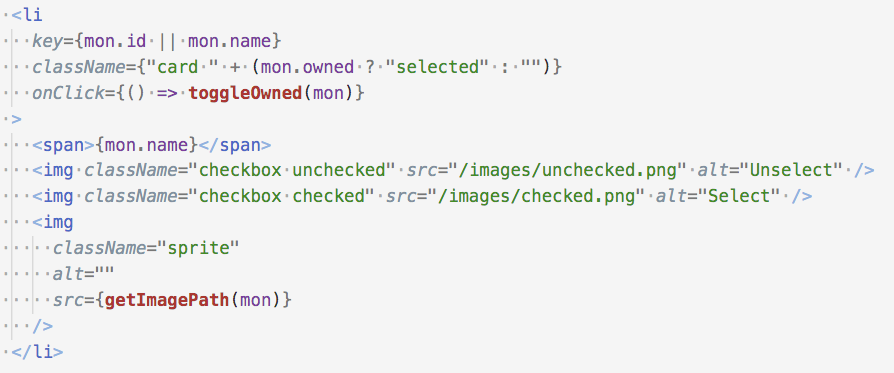 <li
key={mon.id || mon.name}
className={"card " + (mon.owned ? "selected" : "")}
onClick={() => toggleOwned(mon)}
>
<span>{mon.name}</span>
<img className="checkbox unchecked" src="/images/unchecked.png" alt="Unselect" />
<img className="checkbox checked" src="/images/checked.png" alt="Select" />
<img
className="sprite"
alt=""
src={getImagePath(mon)}
/>
</li>